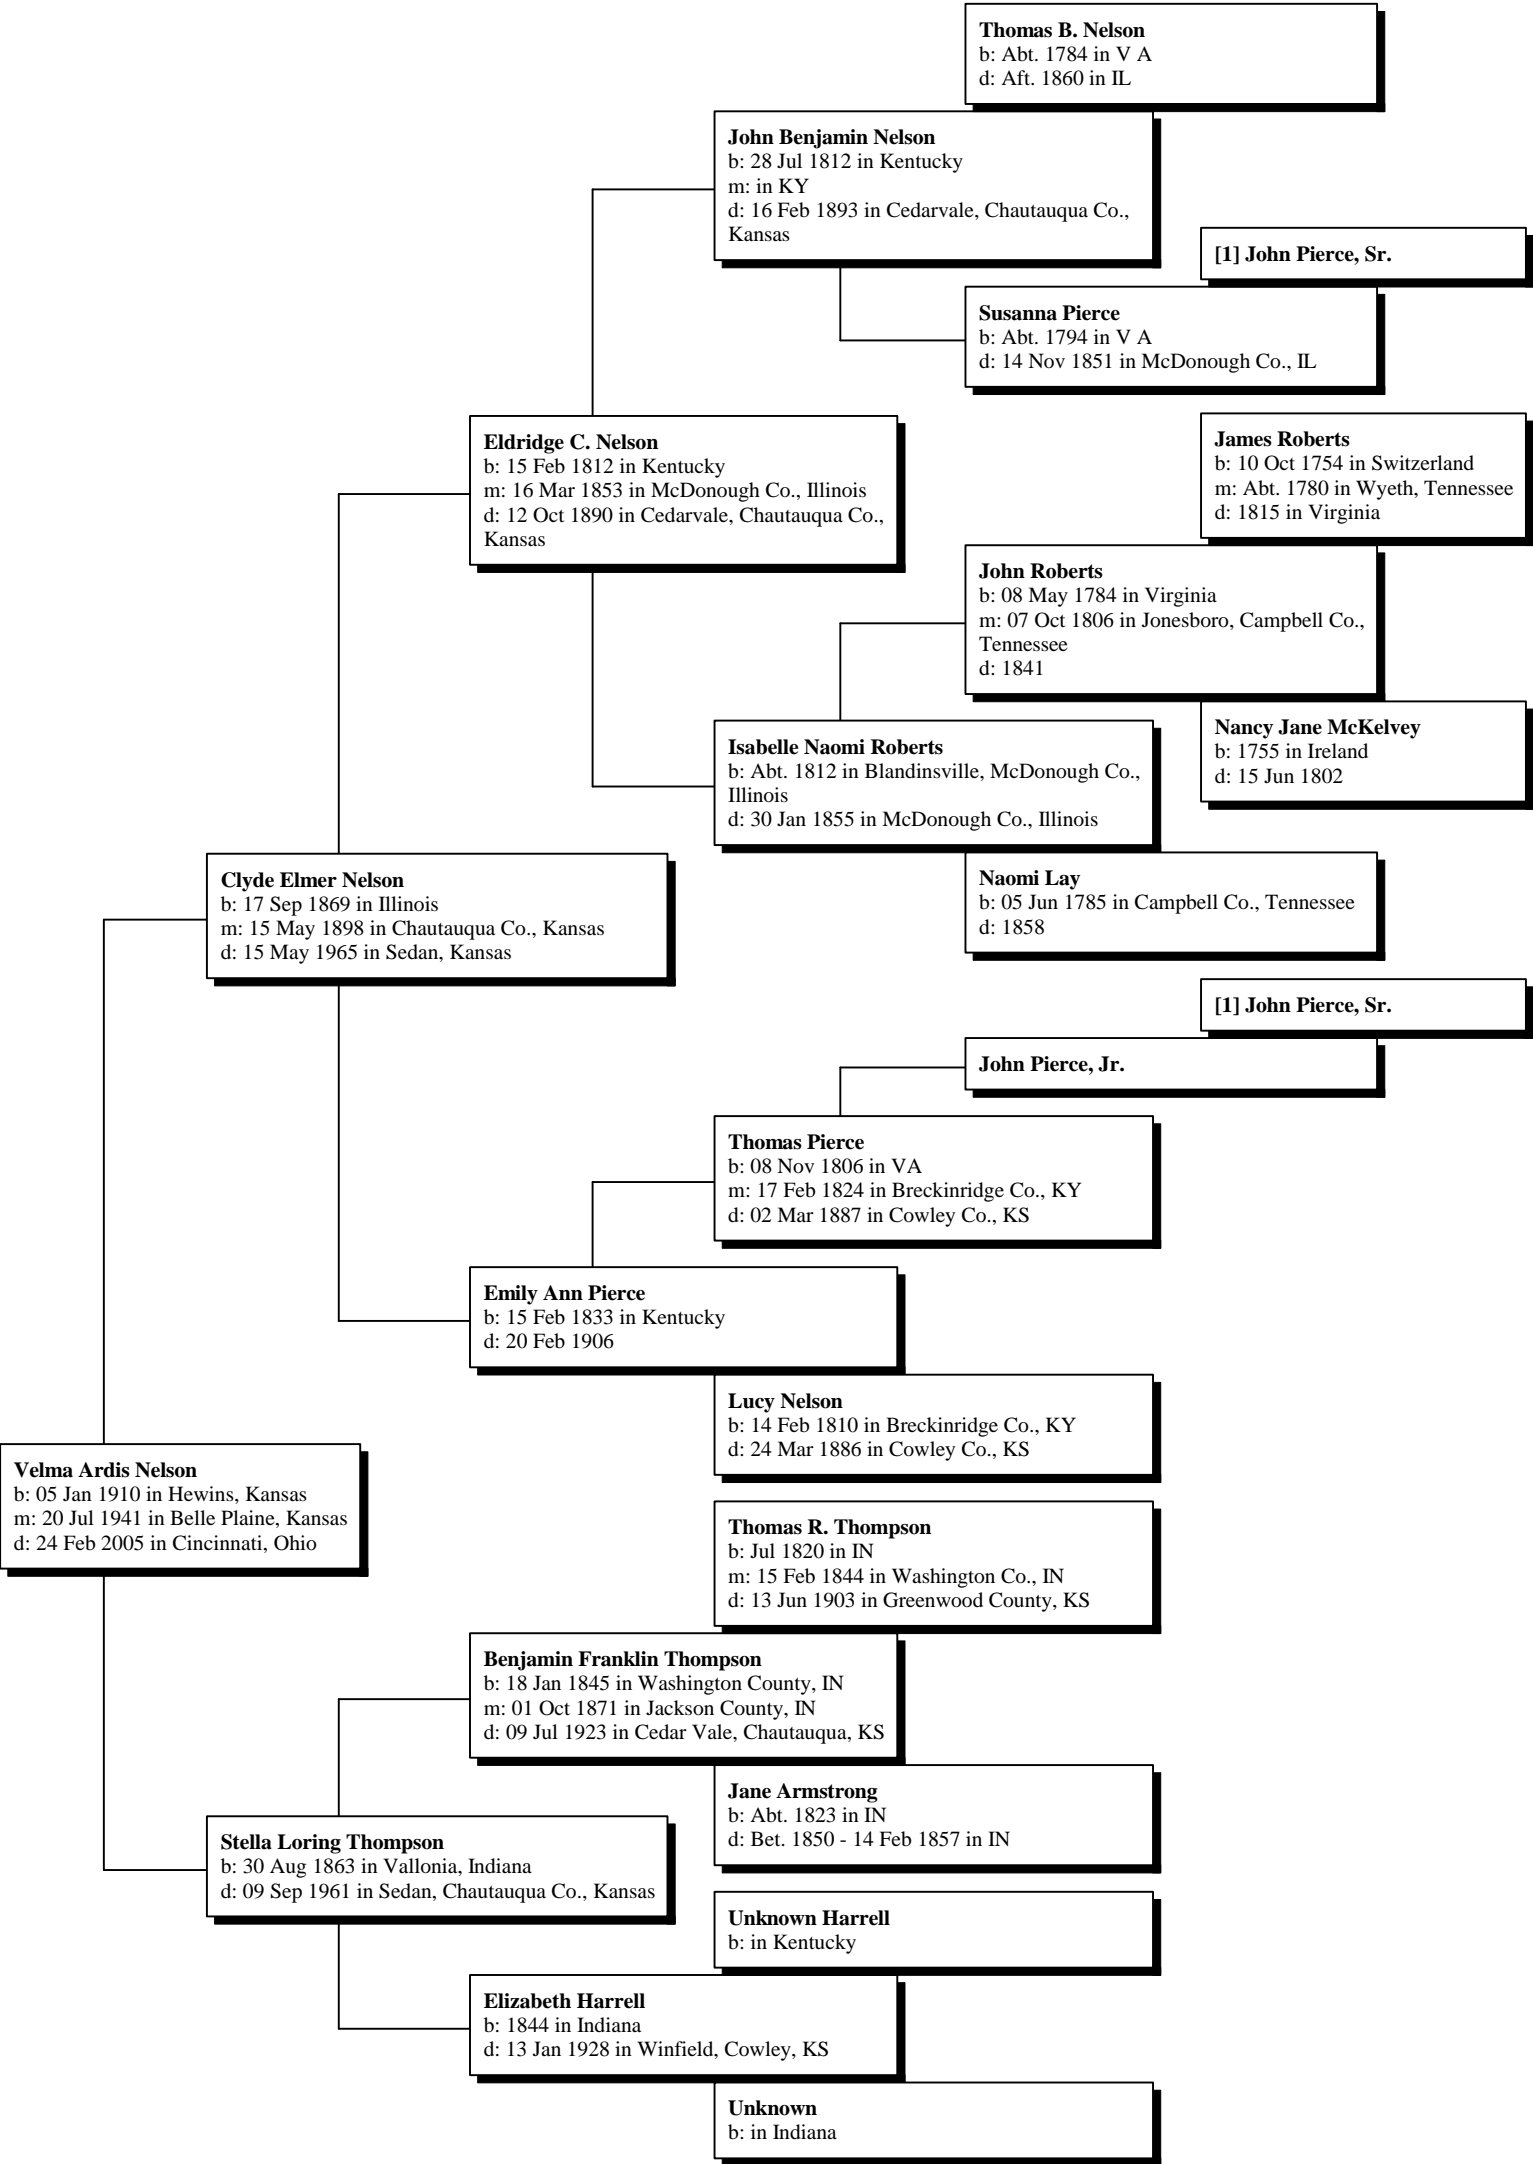 Thomas B. Nelson
b: Abt. 1784 in V A
d: Aft. 1860 in IL
John Benjamin Nelson
b: 28 Jul 1812 in Kentucky
m: in KY
d: 16 Feb 1893 in Cedarvale, Chautauqua Co.,
Kansas
[1] John Pierce, Sr.
Susanna Pierce
b: Abt. 1794 in V A
d: 14 Nov 1851 in McDonough Co., IL
Eldridge C. Nelson
b: 15 Feb 1812 in Kentucky
m: 16 Mar 1853 in McDonough Co., Illinois
d: 12 Oct 1890 in Cedarvale, Chautauqua Co.,
Kansas
James Roberts
b: 10 Oct 1754 in Switzerland
m: Abt. 1780 in Wyeth, Tennessee
d: 1815 in Virginia
John Roberts
b: 08 May 1784 in Virginia
m: 07 Oct 1806 in Jonesboro, Campbell Co.,
Tennessee
d: 1841
Nancy Jane McKelvey
b: 1755 in Ireland
d: 15 Jun 1802
Isabelle Naomi Roberts
b: Abt. 1812 in Blandinsville, McDonough Co.,
Illinois
d: 30 Jan 1855 in McDonough Co., Illinois
Naomi Lay
b: 05 Jun 1785 in Campbell Co., Tennessee
d: 1858
Clyde Elmer Nelson
b: 17 Sep 1869 in Illinois
m: 15 May 1898 in Chautauqua Co., Kansas
d: 15 May 1965 in Sedan, Kansas
[1] John Pierce, Sr.
John Pierce, Jr.
Thomas Pierce
b: 08 Nov 1806 in VA
m: 17 Feb 1824 in Breckinridge Co., KY
d: 02 Mar 1887 in Cowley Co., KS
Emily Ann Pierce
b: 15 Feb 1833 in Kentucky
d: 20 Feb 1906
Lucy Nelson
b: 14 Feb 1810 in Breckinridge Co., KY
d: 24 Mar 1886 in Cowley Co., KS
Velma Ardis Nelson
b: 05 Jan 1910 in Hewins, Kansas
m: 20 Jul 1941 in Belle Plaine, Kansas
d: 24 Feb 2005 in Cincinnati, Ohio
Thomas R. Thompson
b: Jul 1820 in IN
m: 15 Feb 1844 in Washington Co., IN
d: 13 Jun 1903 in Greenwood County, KS
Benjamin Franklin Thompson
b: 18 Jan 1845 in Washington County, IN
m: 01 Oct 1871 in Jackson County, IN
d: 09 Jul 1923 in Cedar Vale, Chautauqua, KS
Jane Armstrong
b: Abt. 1823 in IN
d: Bet. 1850 - 14 Feb 1857 in IN
Stella Loring Thompson
b: 30 Aug 1863 in Vallonia, Indiana
d: 09 Sep 1961 in Sedan, Chautauqua Co., Kansas
Unknown Harrell
b: in Kentucky
Elizabeth Harrell
b: 1844 in Indiana
d: 13 Jan 1928 in Winfield, Cowley, KS
Unknown
b: in Indiana